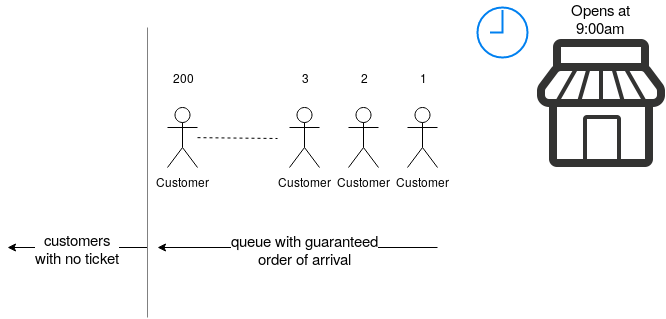 Opens at
9:00am
200
3
2
1
Customer
Customer
Customer
Customer
customers
with no ticket
queue with guaranteed
order of arrival